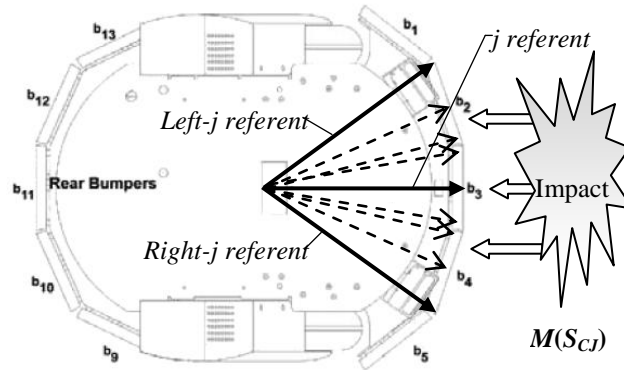 b1
j referent
b13
b2
b12
Left-j referent
b11
Rear Bumpers
b3
Impact
Right-j referent
b10
b4
M(SCJ)
b9
b5